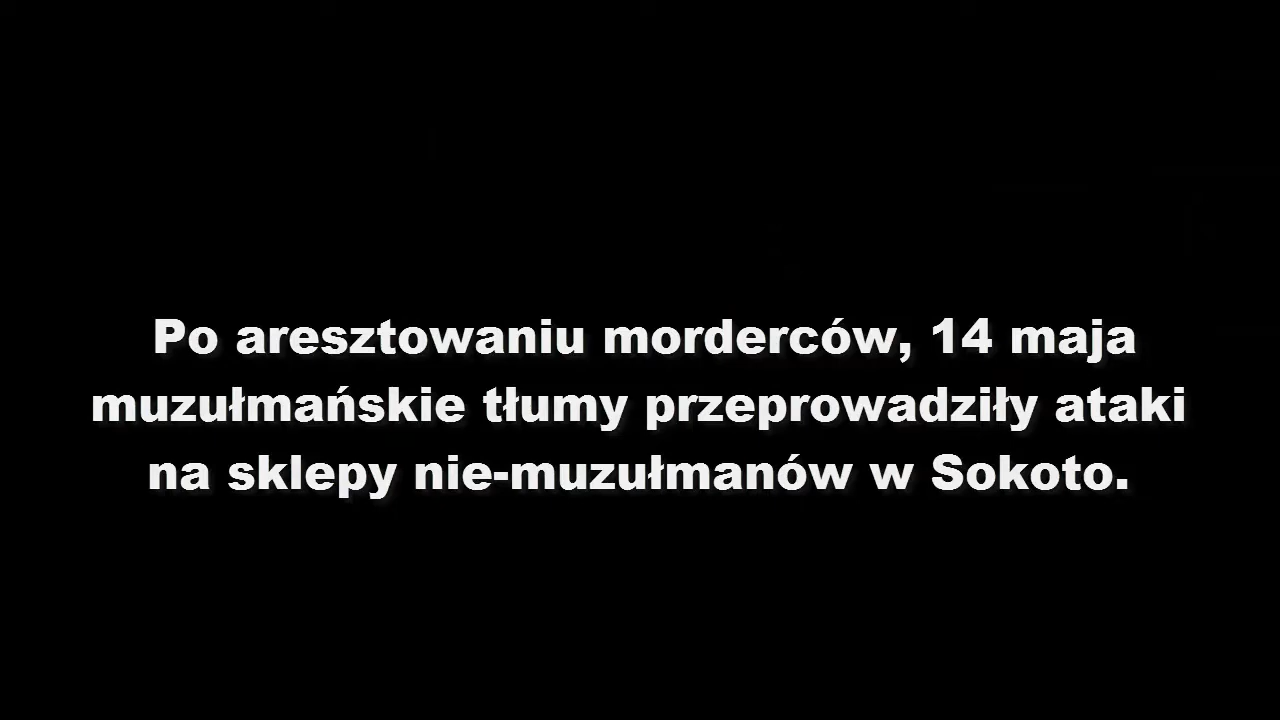 Po aresztowaniu morderców, 14 maja
muzułmańskie tłumy przeprowadziły ataki
na sklepy nie-muzułmanów w Sokoto.